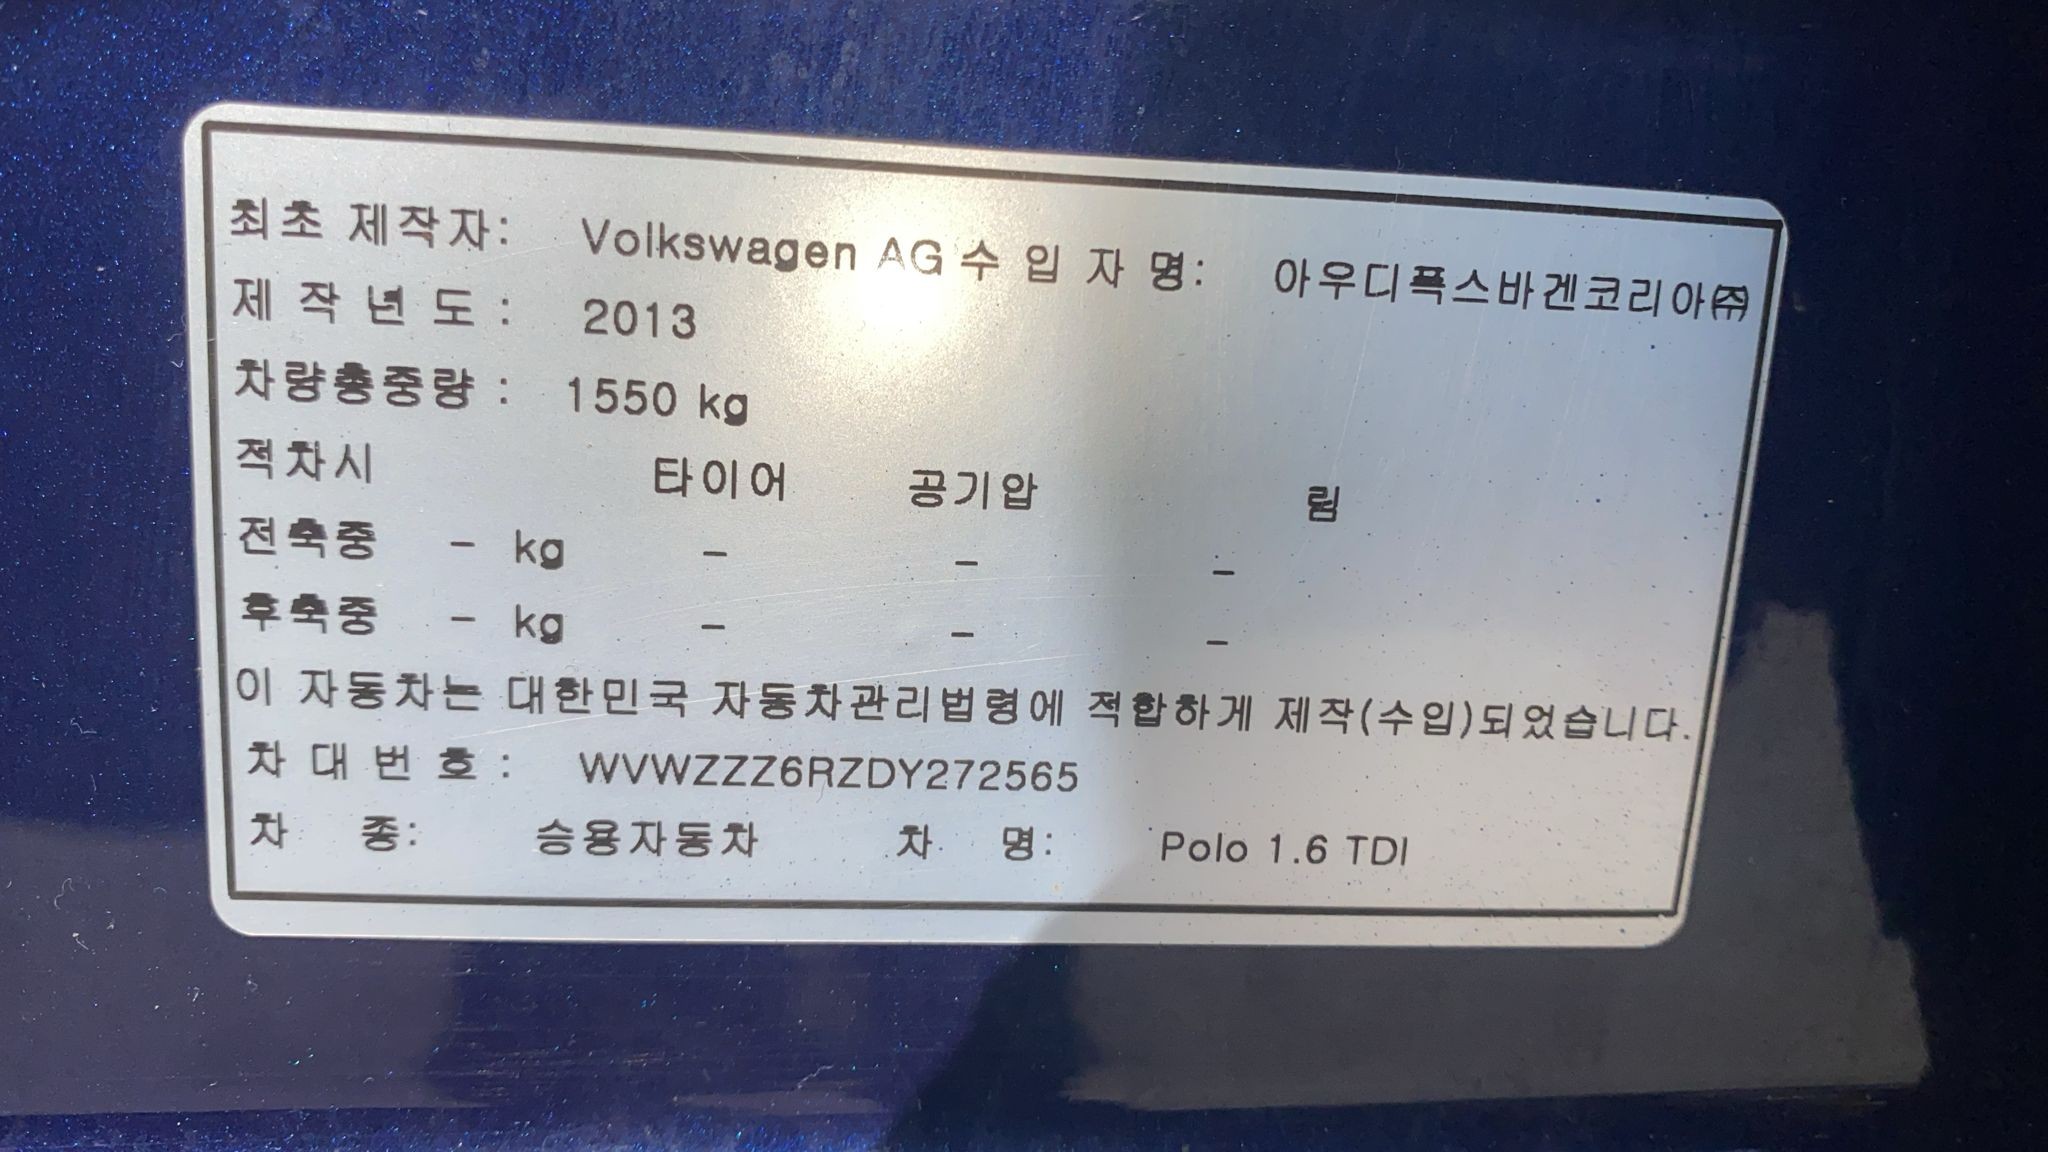 최초 제작자: Volkswagen AG 수 입 자 명: 아우디폭스바겐코리아㈜
제 작 년 도 : 2013
차량총중량 : 1550 kg
적차시 타이어 공기압 림
전축중 - kg - - -
후축중 - kg - - -
이 자동차는 대한민국 자동차관리법령에 적합하게 제작(수입)되었습니다.
차 대 번 호 : WVWZZZ6RZDY272565
차 종: 승용자동차 차 명: Polo 1.6 TDI